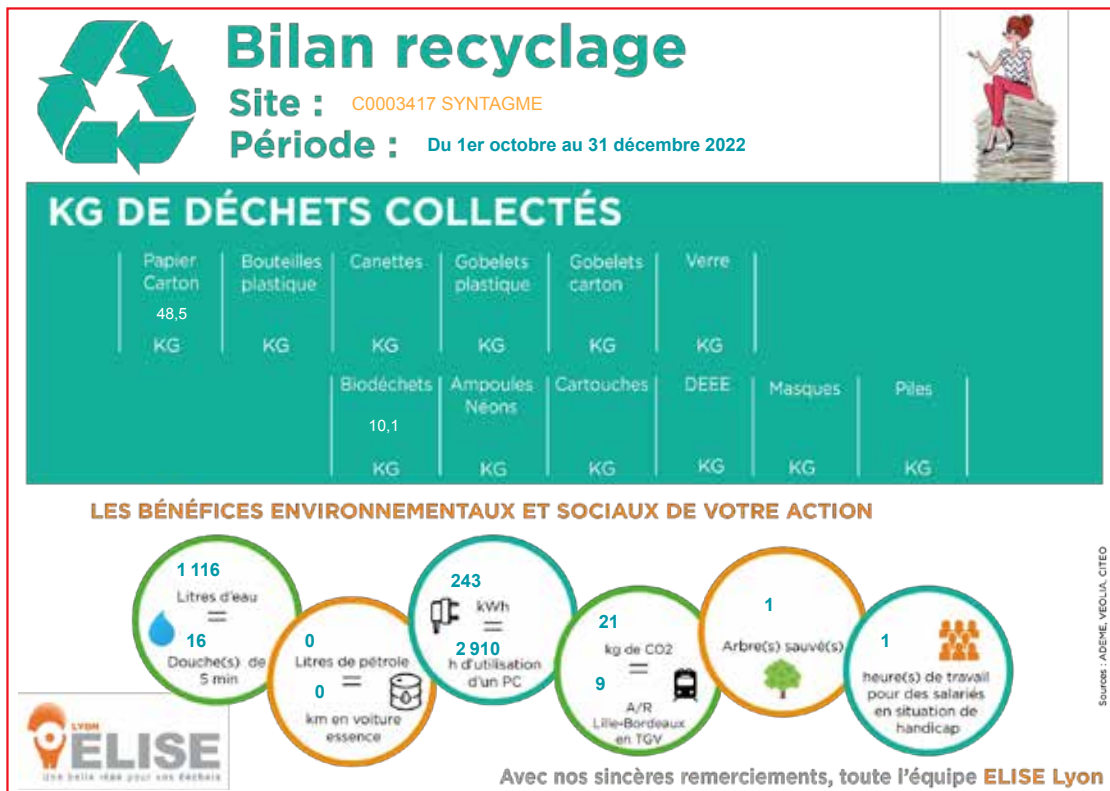 Bilan recyclage
Site : C0003417 SYNTAGME
Période : Du 1er octobre au 31 décembre 2022
KG DE DÉCHETS COLLECTÉS
Papier Carton
48,5
KG
Bouteilles plastique
KG
Canettes
KG
Gobelets plastique
KG
Gobelets carton
KG
Verre
KG
Biodéchets
10,1
KG
Ampoules Néons
KG
Cartouches
KG
DEEE
KG
Masques
KG
Piles
KG
LES BÉNÉFICES ENVIRONNEMENTAUX ET SOCIAUX DE VOTRE ACTION
1 116
Litres d'eau
=
16
Douche(s) de
5 min
0
Litres de pétrole
=
0
km en voiture
essence
243
kWh
=
2 910
h d'utilisation
d'un PC
21
kg de CO2
=
9
A/R
Lille-Bordeaux
en TGV
1
Arbre(s) sauvé(s)
1
heure(s) de travail
pour des salariés
en situation de
handicap
Sources : ADEME, VEOLIA, CITEO
LYON
ELISE
Une belle idée pour vos déchets
Avec nos sincères remerciements, toute l'équipe ELISE Lyon